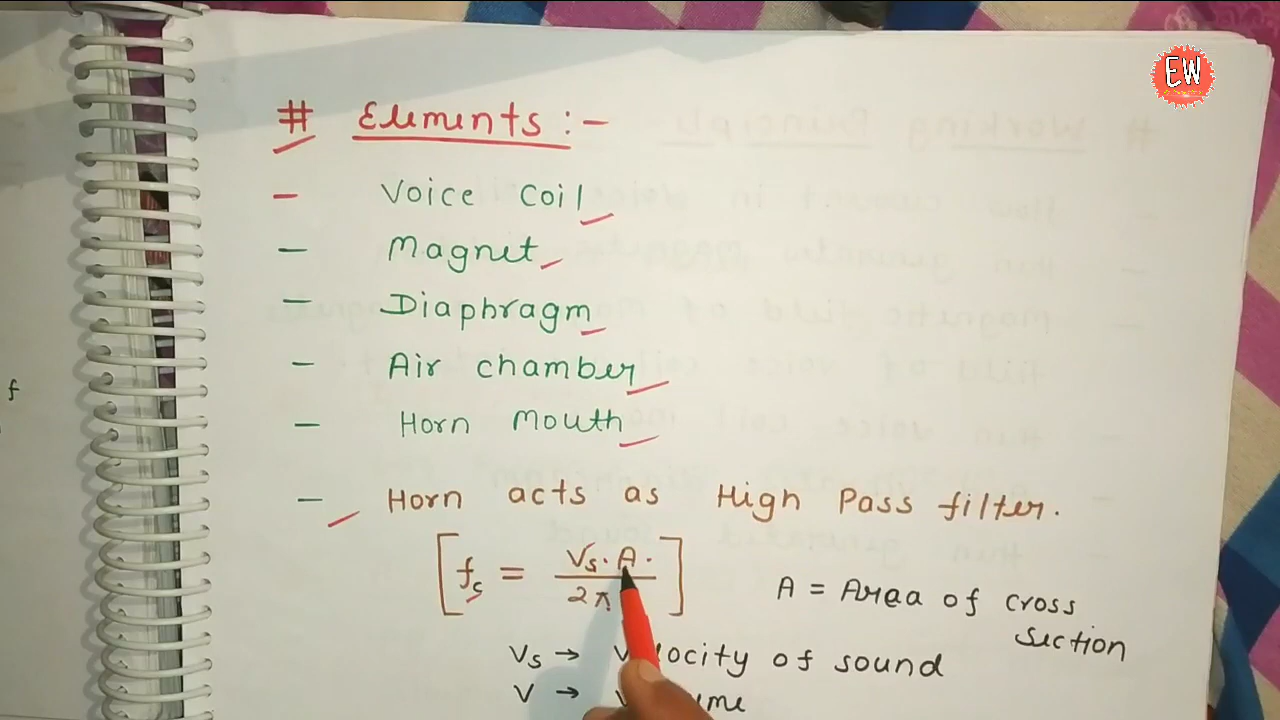 EW
# Elements :-
- Voice Coil
- Magnet
- Diaphragm
- Air chamber
- Horn Mouth
- Horn acts as High Pass filter.
[fc = Vs. A. / 2π]
A = Area of cross section
Vs → Velocity of sound
V →
f